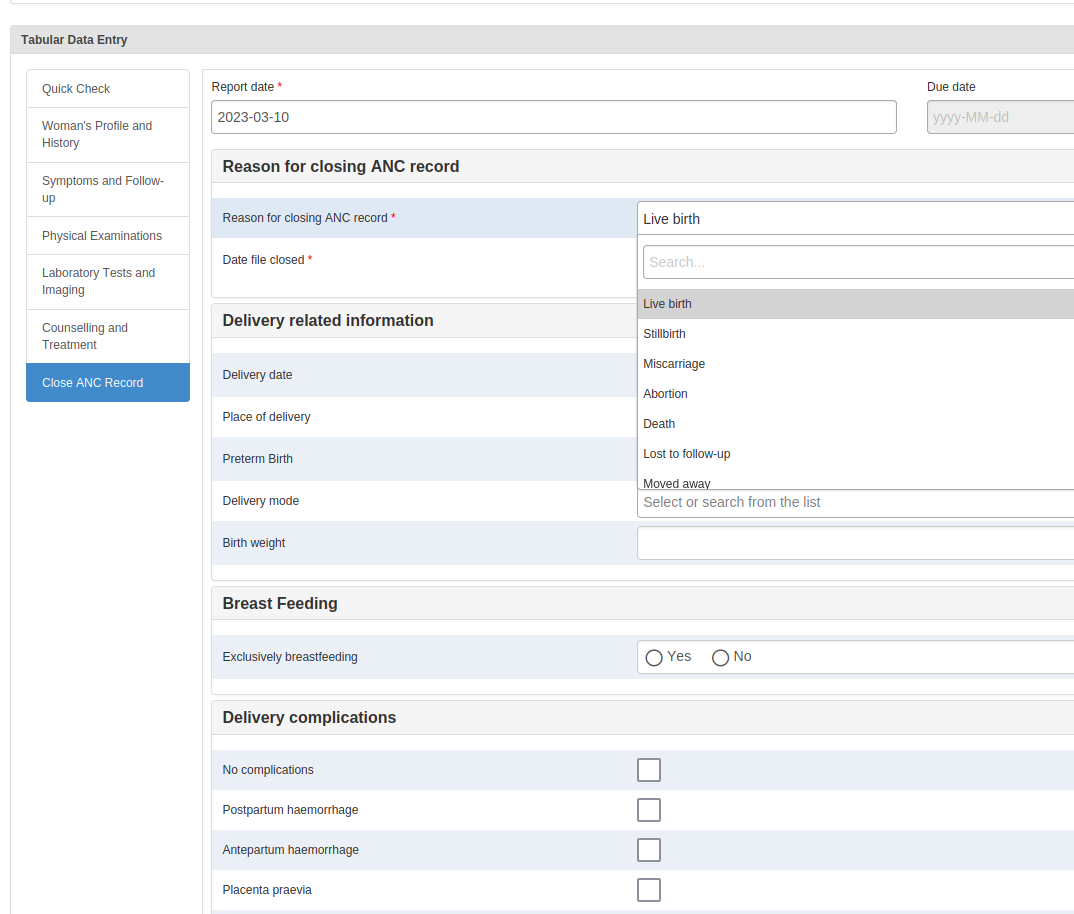 Tabular Data Entry
Quick Check
Woman's Profile and
History
Symptoms and Follow-
up
Physical Examinations
Laboratory Tests and
Imaging
Counselling and
Treatment
Close ANC Record
Report date *
2023-03-10
Due date
yyyy-MM-dd
Reason for closing ANC record
Reason for closing ANC record *
Live birth
Date file closed *
Search...
Live birth
Stillbirth
Miscarriage
Abortion
Death
Lost to follow-up
Moved away
Delivery related information
Delivery date
Place of delivery
Preterm Birth
Delivery mode
Select or search from the list
Birth weight
Breast Feeding
Exclusively breastfeeding
Yes No
Delivery complications
No complications
Postpartum haemorrhage
Antepartum haemorrhage
Placenta praevia